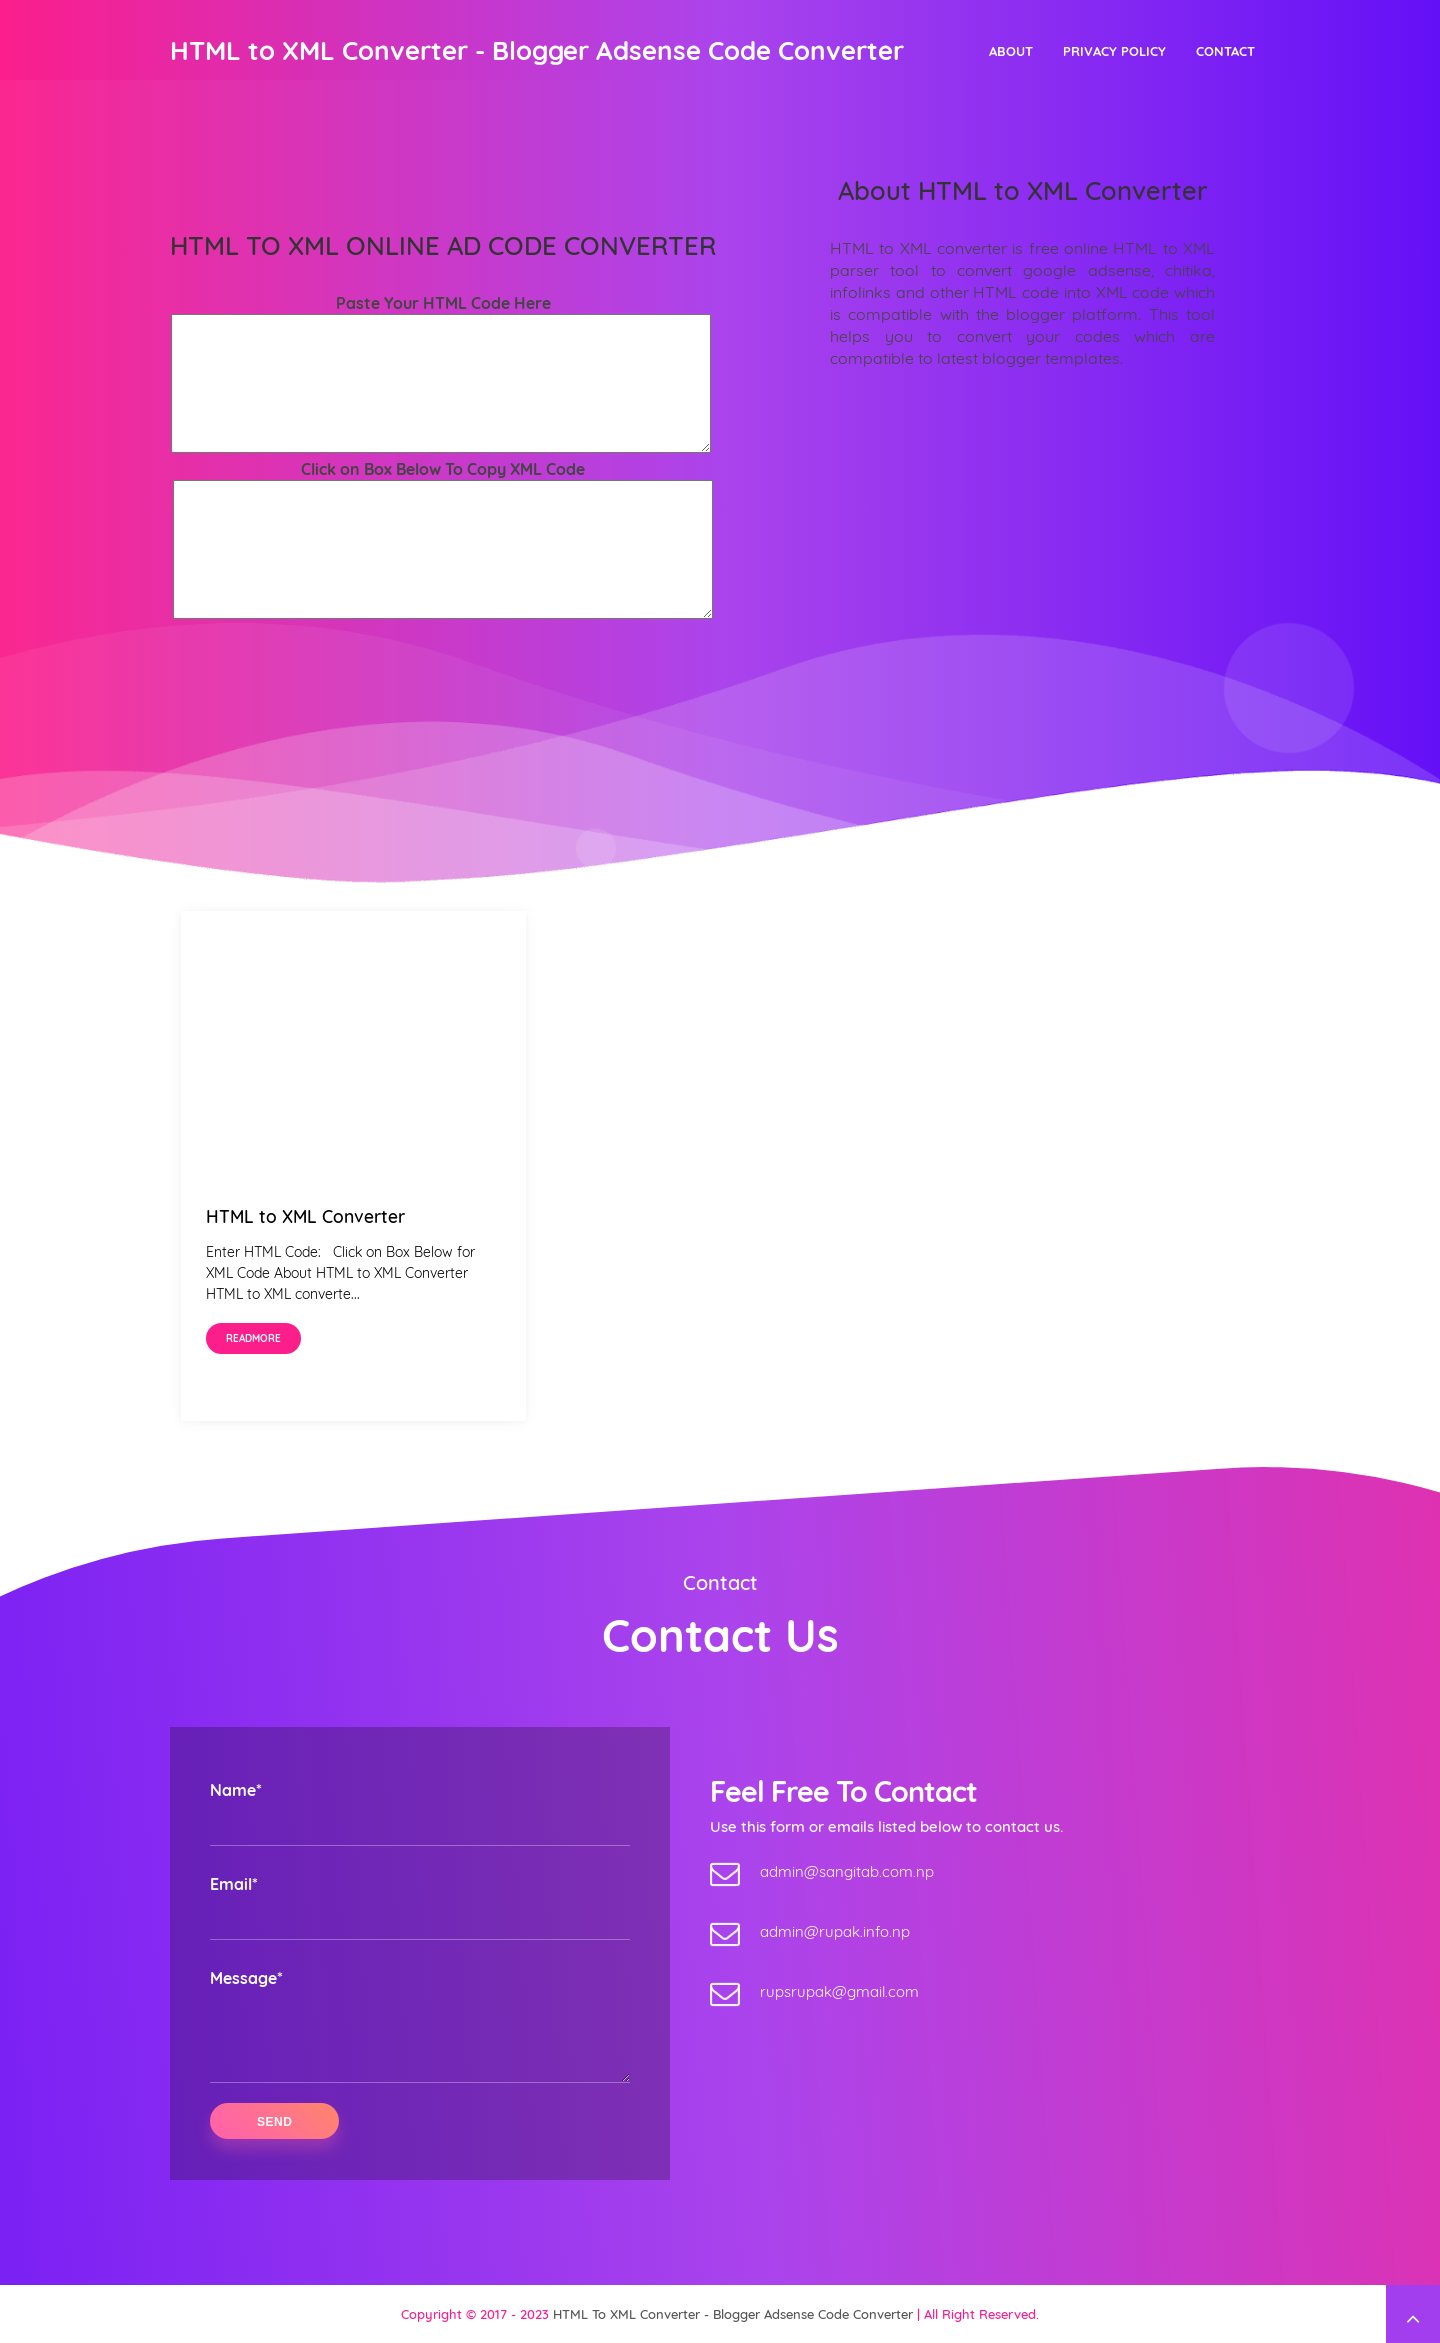 HTML to XML Converter - Blogger Adsense Code Converter
ABOUT
PRIVACY POLICY
CONTACT
HTML TO XML ONLINE AD CODE CONVERTER
Paste Your HTML Code Here
Click on Box Below To Copy XML Code
About HTML to XML Converter
HTML to XML converter is free online HTML to XML
parser tool to convert google adsense, chitika,
infolinks and other HTML code into XML code which
is compatible with the blogger platform. This tool
helps you to convert your codes which are
compatible to latest blogger templates.
HTML to XML Converter
Enter HTML Code:   Click on Box Below for
XML Code About HTML to XML Converter
HTML to XML converte...
READMORE
Contact
Contact Us
Name*
Email*
Message*
SEND
Feel Free To Contact
Use this form or emails listed below to contact us.
admin@sangitab.com.np
admin@rupak.info.np
rupsrupak@gmail.com
Copyright © 2017 - 2023 HTML To XML Converter - Blogger Adsense Code Converter | All Right Reserved.